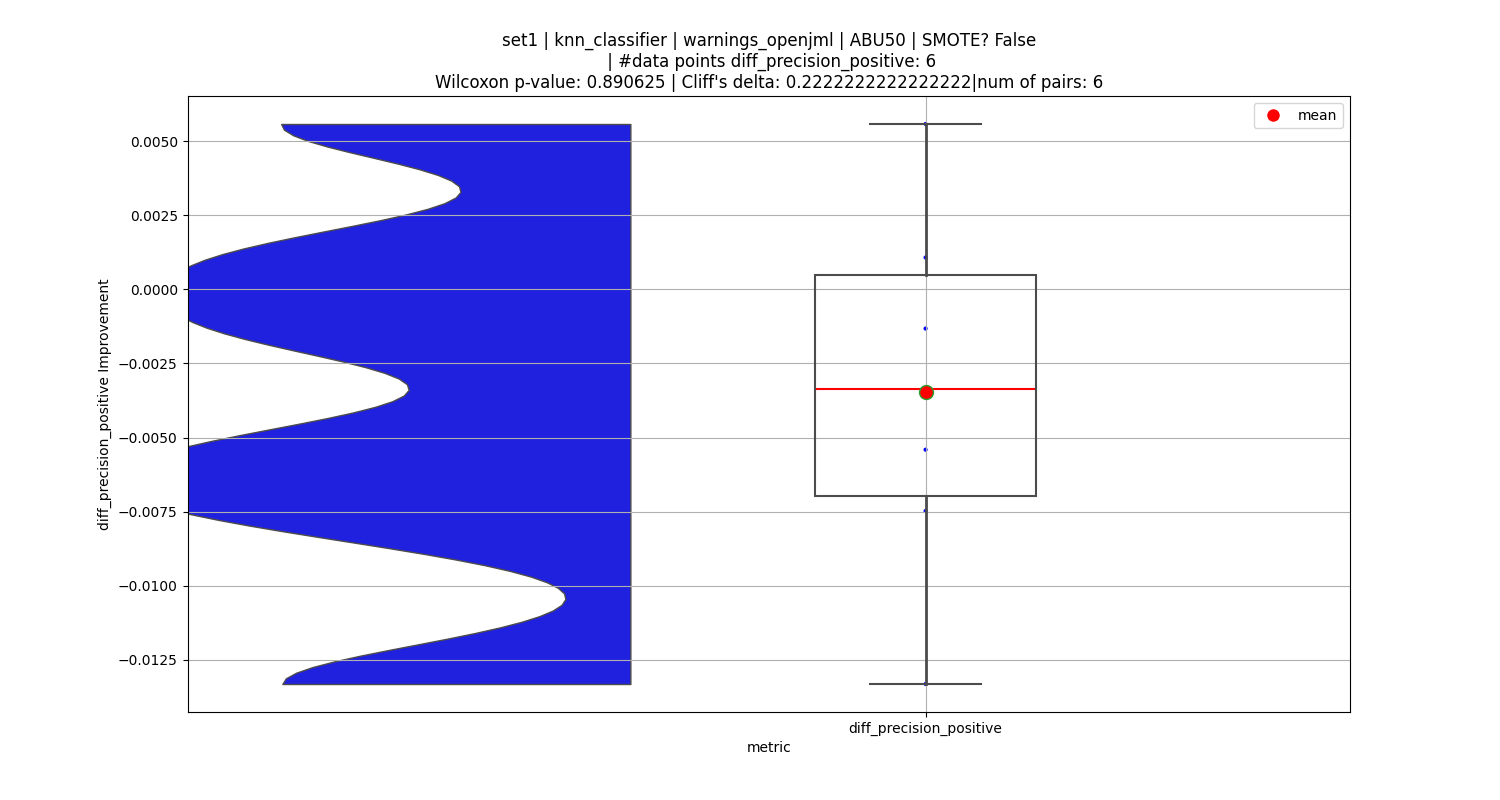 set1 | knn_classifier | warnings_openjml | ABU50 | SMOTE? False
| #data points diff_precision_positive: 6
Wilcoxon p-value: 0.890625 | Cliff's delta: 0.2222222222222222|num of pairs: 6
mean
0.0050
0.0025
0.0000
−0.0025
−0.0050
−0.0075
−0.0100
−0.0125
diff_precision_positive Improvement
diff_precision_positive
metric